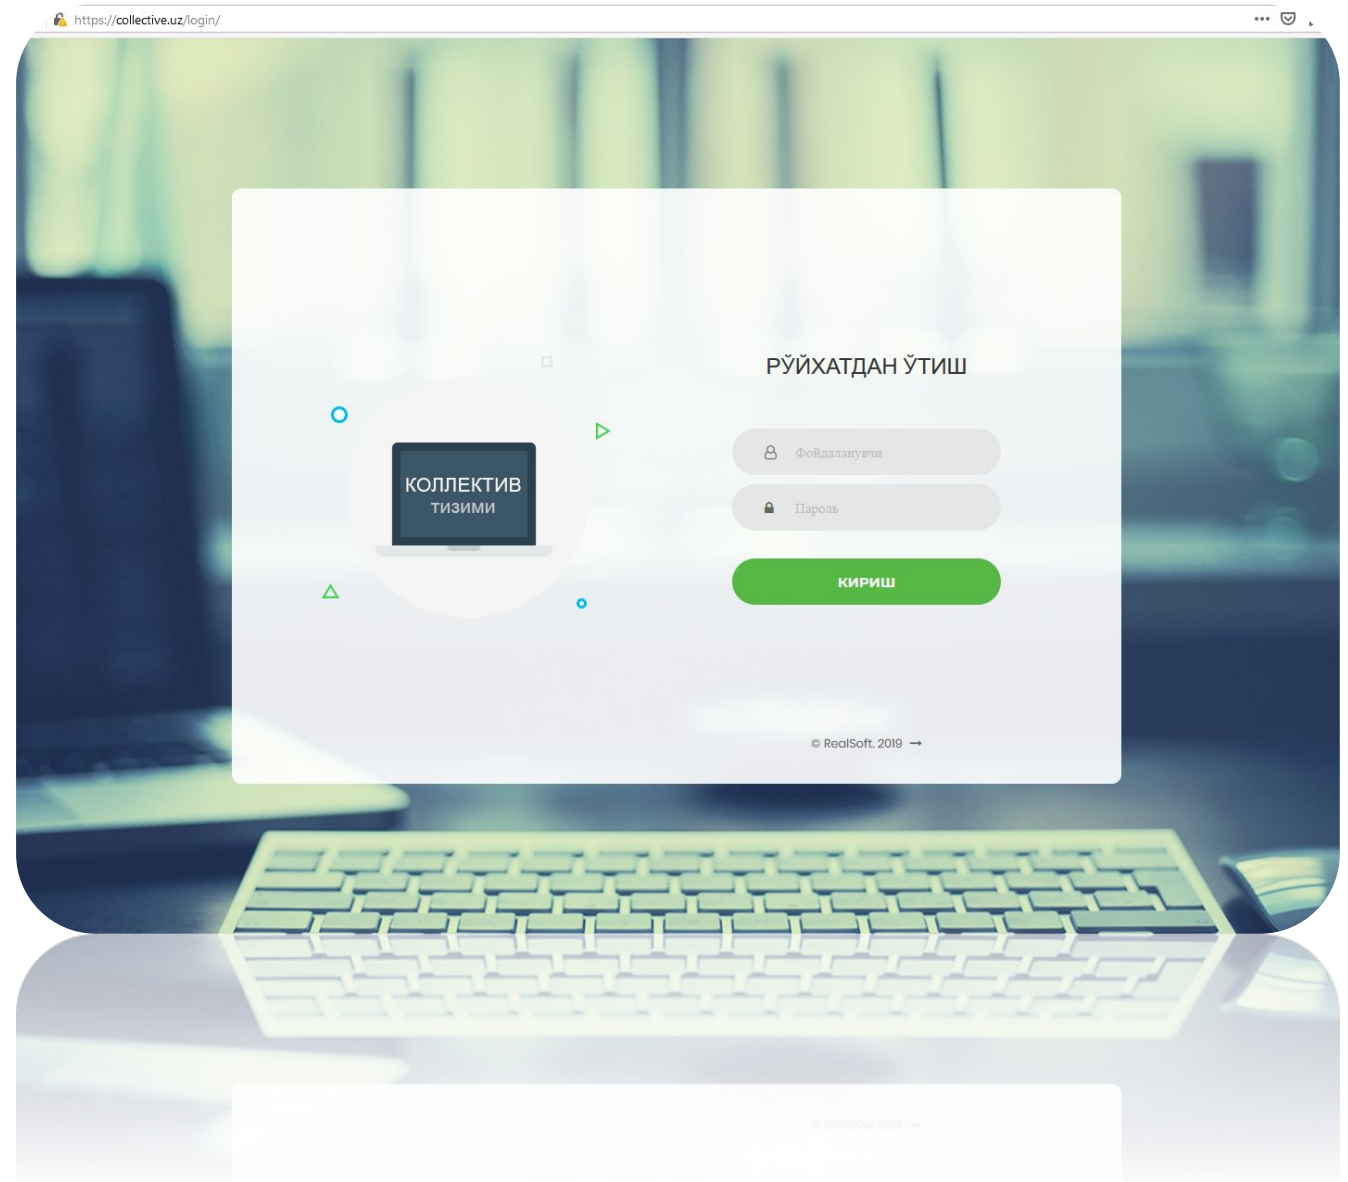 https://collective.uz/login/
РЎЙХАТДАН ЎТИШ
КОЛЛЕКТИВ
ТИЗИМИ
Фойдаланувчи
Пароль
КИРИШ
© RealSoft. 2019 →